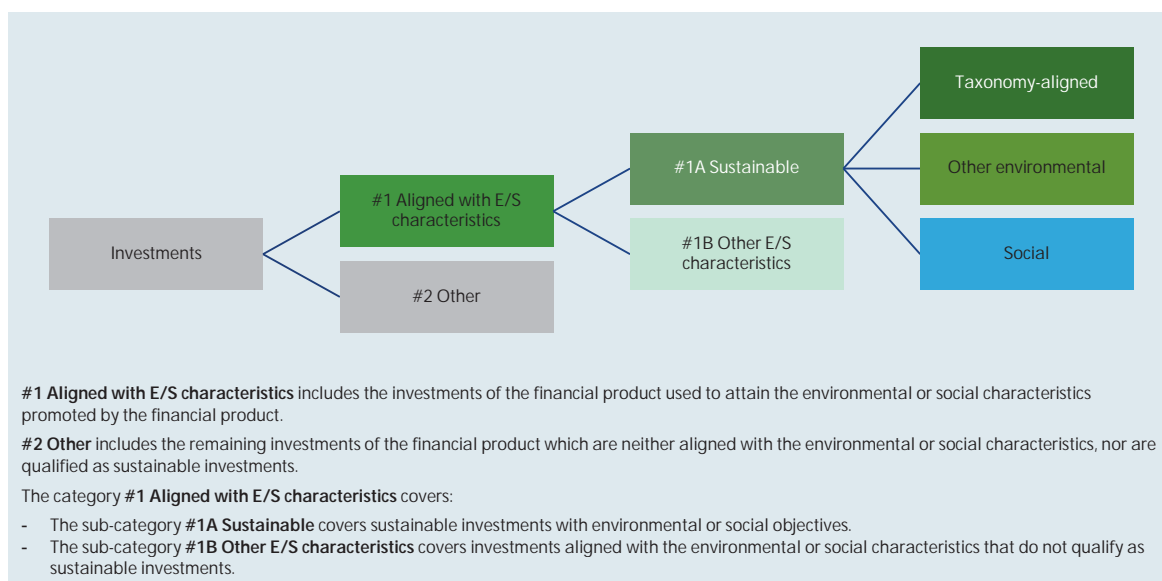 Taxonomy-aligned
#1A Sustainable
Other environmental
#1 Aligned with E/S
characteristics
#1B Other E/S
characteristics
Investments
Social
#2 Other
#1 Aligned with E/S characteristics includes the investments of the financial product used to attain the environmental or social characteristics
promoted by the financial product.
#2 Other includes the remaining investments of the financial product which are neither aligned with the environmental or social characteristics, nor are
qualified as sustainable investments.
The category #1 Aligned with E/S characteristics covers:
- The sub-category #1A Sustainable covers sustainable investments with environmental or social objectives.
- The sub-category #1B Other E/S characteristics covers investments aligned with the environmental or social characteristics that do not qualify as
sustainable investments.